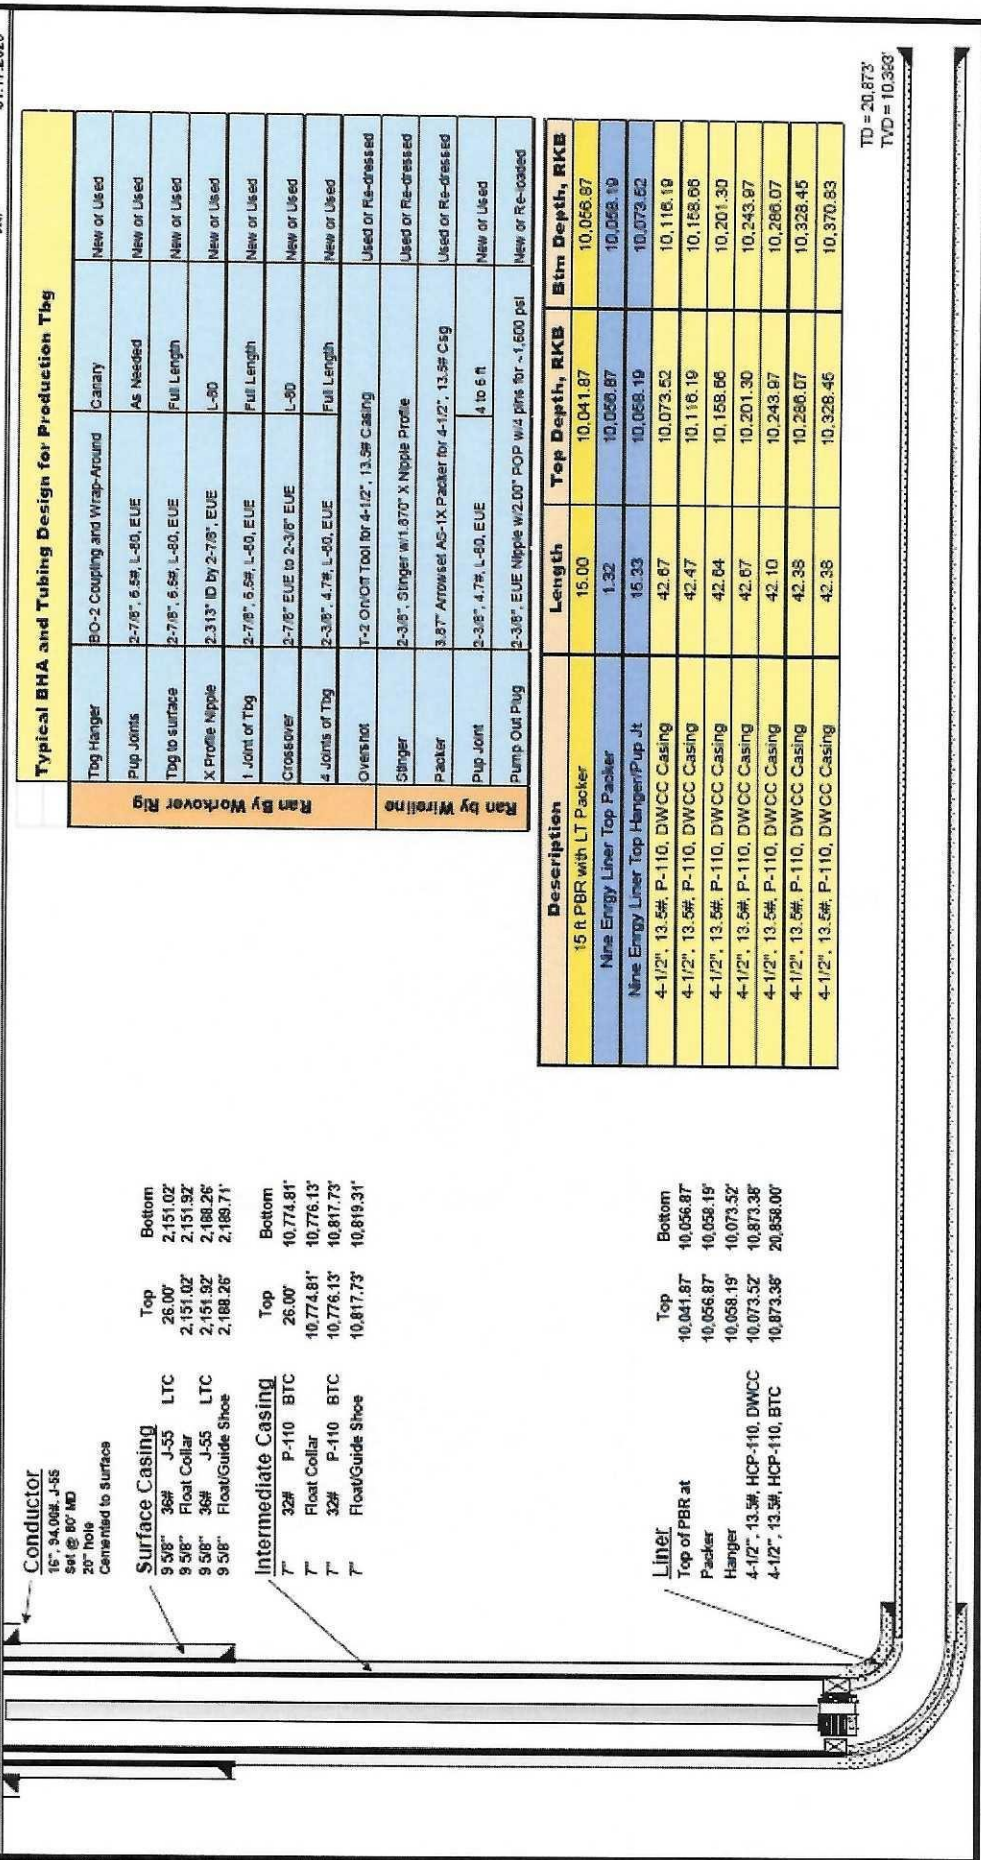 Conductor
16", 94.00#, J-55
Set @ 80' MD
20" hole
Cemented to Surface
Surface Casing Top Bottom
9 5/8" 36# J-55 LTC 26.00' 2,151.02'
9 5/8" Float Collar 2,151.02' 2,151.92'
9 5/8" 36# J-55 LTC 2,151.92' 2,188.26'
9 5/8" Float/Guide Shoe 2,188.26' 2,189.71'
Intermediate Casing Top Bottom
7" 32# P-110 BTC 26.00' 10,774.81'
7" Float Collar 10,774.81' 10,776.13'
7" 32# P-110 BTC 10,776.13' 10,817.73'
7" Float/Guide Shoe 10,817.73' 10,819.31'
Liner Top Bottom
Top of PBR at 10,041.87' 10,056.87'
Packer 10,056.87' 10,058.19'
Hanger 10,058.19' 10,073.52'
4-1/2", 13.5#, HCP-110, DWCC 10,073.52' 10,873.38'
4-1/2", 13.5#, HCP-110, BTC 10,873.38' 20,858.00'
Typical BHA and Tubing Design for Production Tbg
Ran By Workover Rig
Tbg Hanger BO-2 Coupling and Wrap-Around Canary New or Used
Pup Joints 2-7/8", 6.5#, L-80, EUE As Needed New or Used
Tbg to surface 2-7/8", 6.5#, L-80, EUE Full Length New or Used
X Profile Nipple 2.313" ID by 2-7/8", EUE L-80 New or Used
1 Joint of Tbg 2-7/8", 6.5#, L-80, EUE Full Length New or Used
Crossover 2-7/8" EUE to 2-3/8" EUE L-80 New or Used
4 Joints of Tbg 2-3/8", 4.7#, L-80, EUE Full Length New or Used
Overshot T-2 On/Off Tool for 4-1/2", 13.5# Casing Used or Re-dressed
Ran by Wireline
Stinger 2-3/8", Stinger w/1.870" X Nipple Profile Used or Re-dressed
Packer 3.87" Arrowset AS-1X Packer for 4-1/2", 13.5# Csg Used or Re-dressed
Pup Joint 2-3/8", 4.7#, L-80, EUE 4 to 6 ft New or Used
Pump Out Plug 2-3/8", EUE Nipple w/2.00" POP w/4 pins for ~1,600 psi New or Re-loaded
Description Length Top Depth, RKB Btm Depth, RKB
15 ft PBR with LT Packer 15.00 10,041.87 10,056.87
Nine Enrgy Liner Top Packer 1.32 10,056.87 10,058.19
Nine Enrgy Liner Top Hanger/Pup Jt 15.33 10,058.19 10,073.52
4-1/2", 13.5#, P-110, DWCC Casing 42.67 10,073.52 10,116.19
4-1/2", 13.5#, P-110, DWCC Casing 42.47 10,116.19 10,158.66
4-1/2", 13.5#, P-110, DWCC Casing 42.64 10,158.66 10,201.30
4-1/2", 13.5#, P-110, DWCC Casing 42.67 10,201.30 10,243.97
4-1/2", 13.5#, P-110, DWCC Casing 42.10 10,243.97 10,286.07
4-1/2", 13.5#, P-110, DWCC Casing 42.38 10,286.07 10,328.45
4-1/2", 13.5#, P-110, DWCC Casing 42.38 10,328.45 10,370.83
TD = 20,873'
TVD = 10,393'